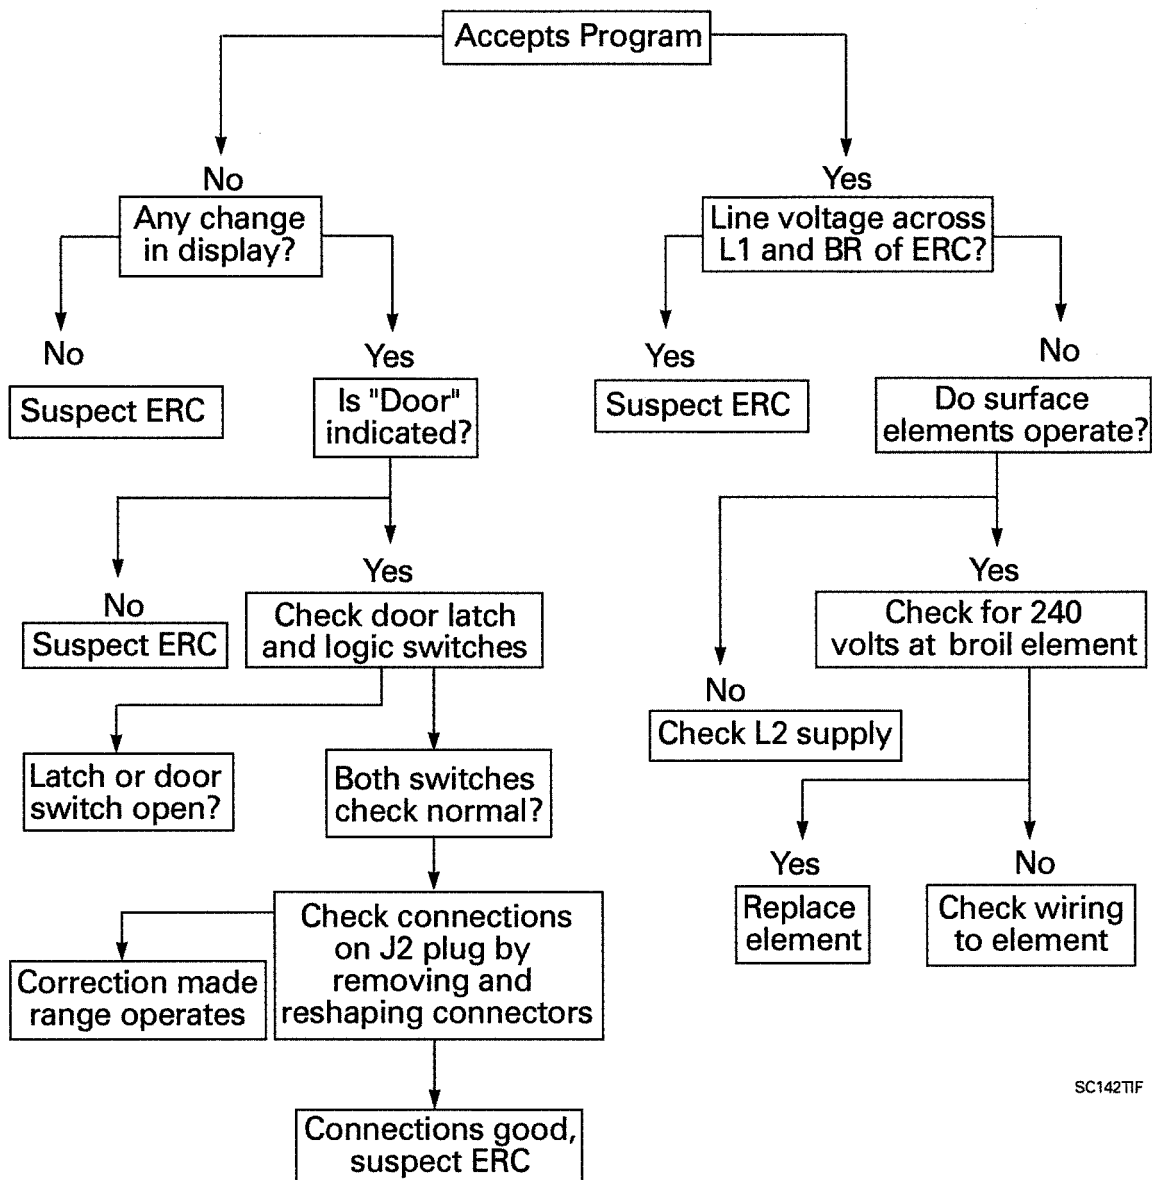 Accepts Program
No
Any change
in display?
No
Suspect ERC
Yes
Is "Door"
indicated?
No
Suspect ERC
Yes
Check door latch
and logic switches
Latch or door
switch open?
Both switches
check normal?
Check connections
on J2 plug by
removing and
reshaping connectors
Correction made
range operates
Connections good,
suspect ERC
Yes
Line voltage across
L1 and BR of ERC?
Yes
Suspect ERC
No
Do surface
elements operate?
No
Check L2 supply
Yes
Check for 240
volts at broil element
Yes
Replace
element
No
Check wiring
to element
SC142TIF